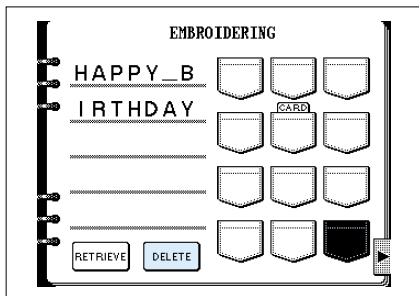 EMBROIDERING
HAPPY_B
IRTHDAY
CARD
RETRIEVE
DELETE